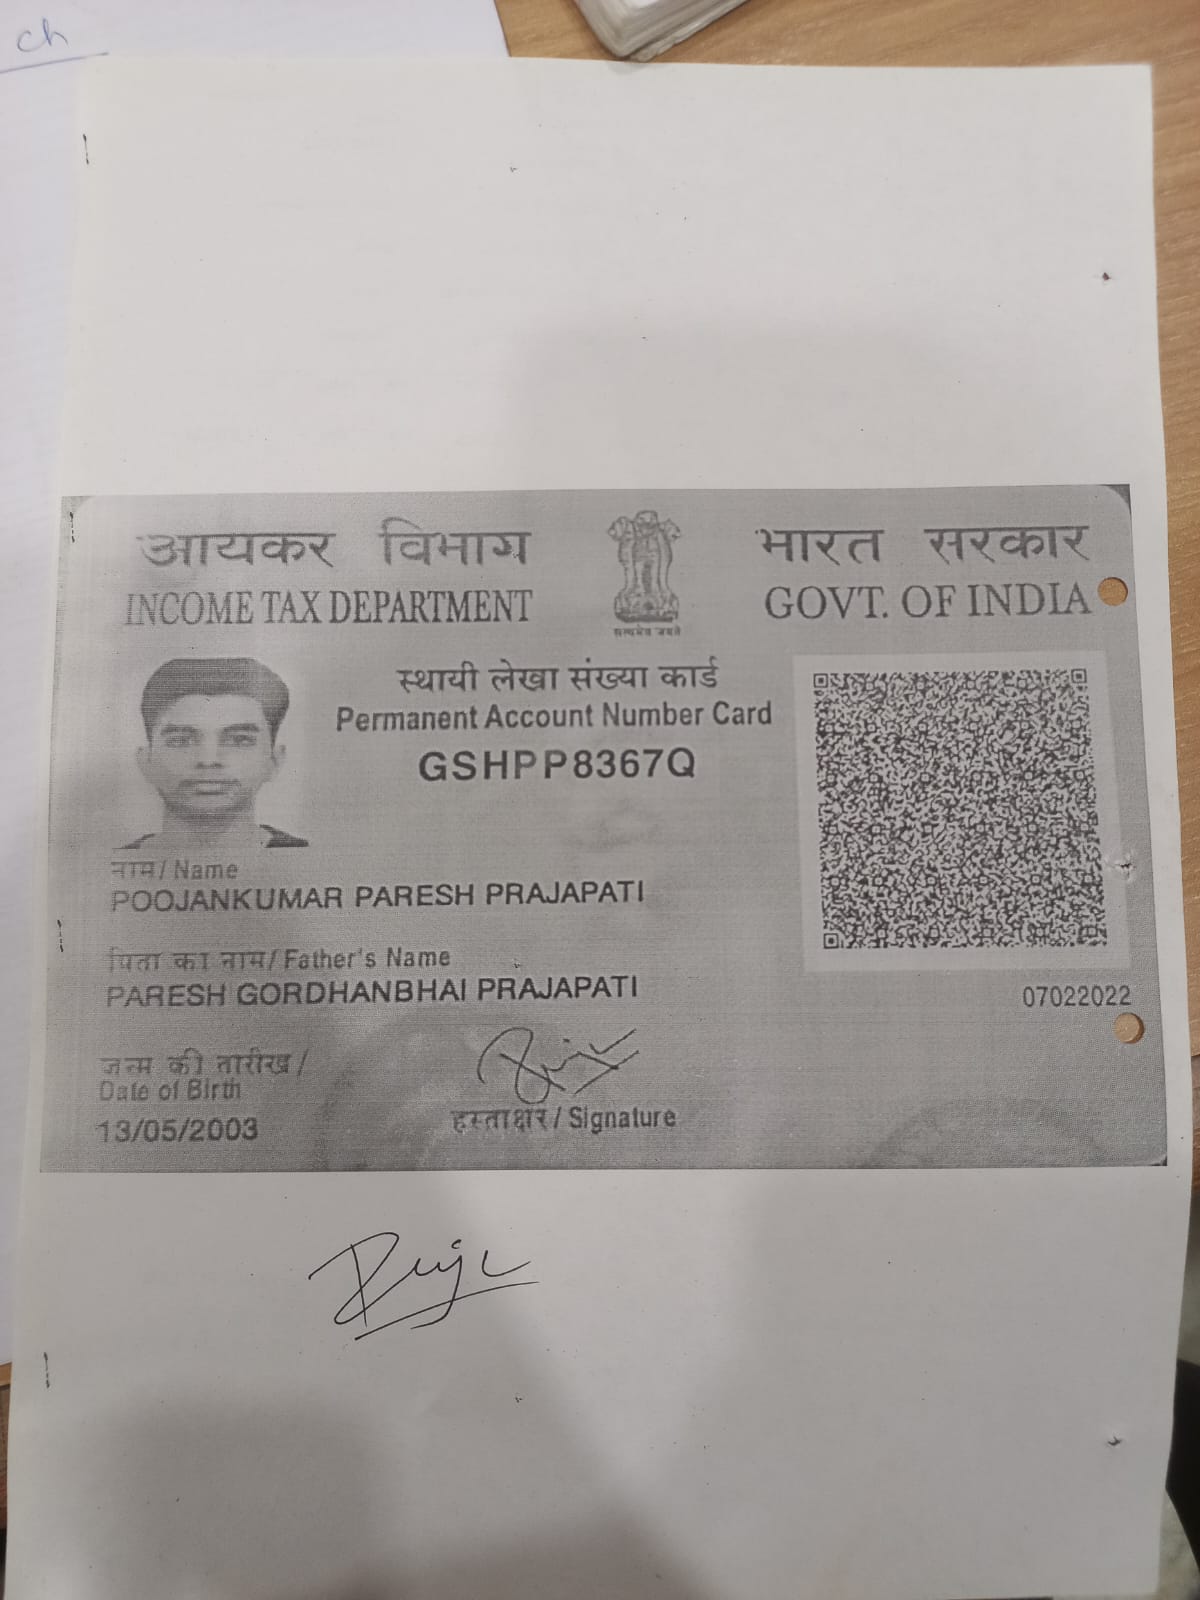 ch
आयकर विभाग
INCOME TAX DEPARTMENT
सत्यमेव जयते
भारत सरकार
GOVT. OF INDIA
स्थायी लेखा संख्या कार्ड
Permanent Account Number Card
GSHPP8367Q
नाम / Name
POOJANKUMAR PARESH PRAJAPATI
पिता का नाम / Father's Name
PARESH GORDHANBHAI PRAJAPATI
07022022
जन्म की तारीख /
Date of Birth
13/05/2003
हस्ताक्षर / Signature